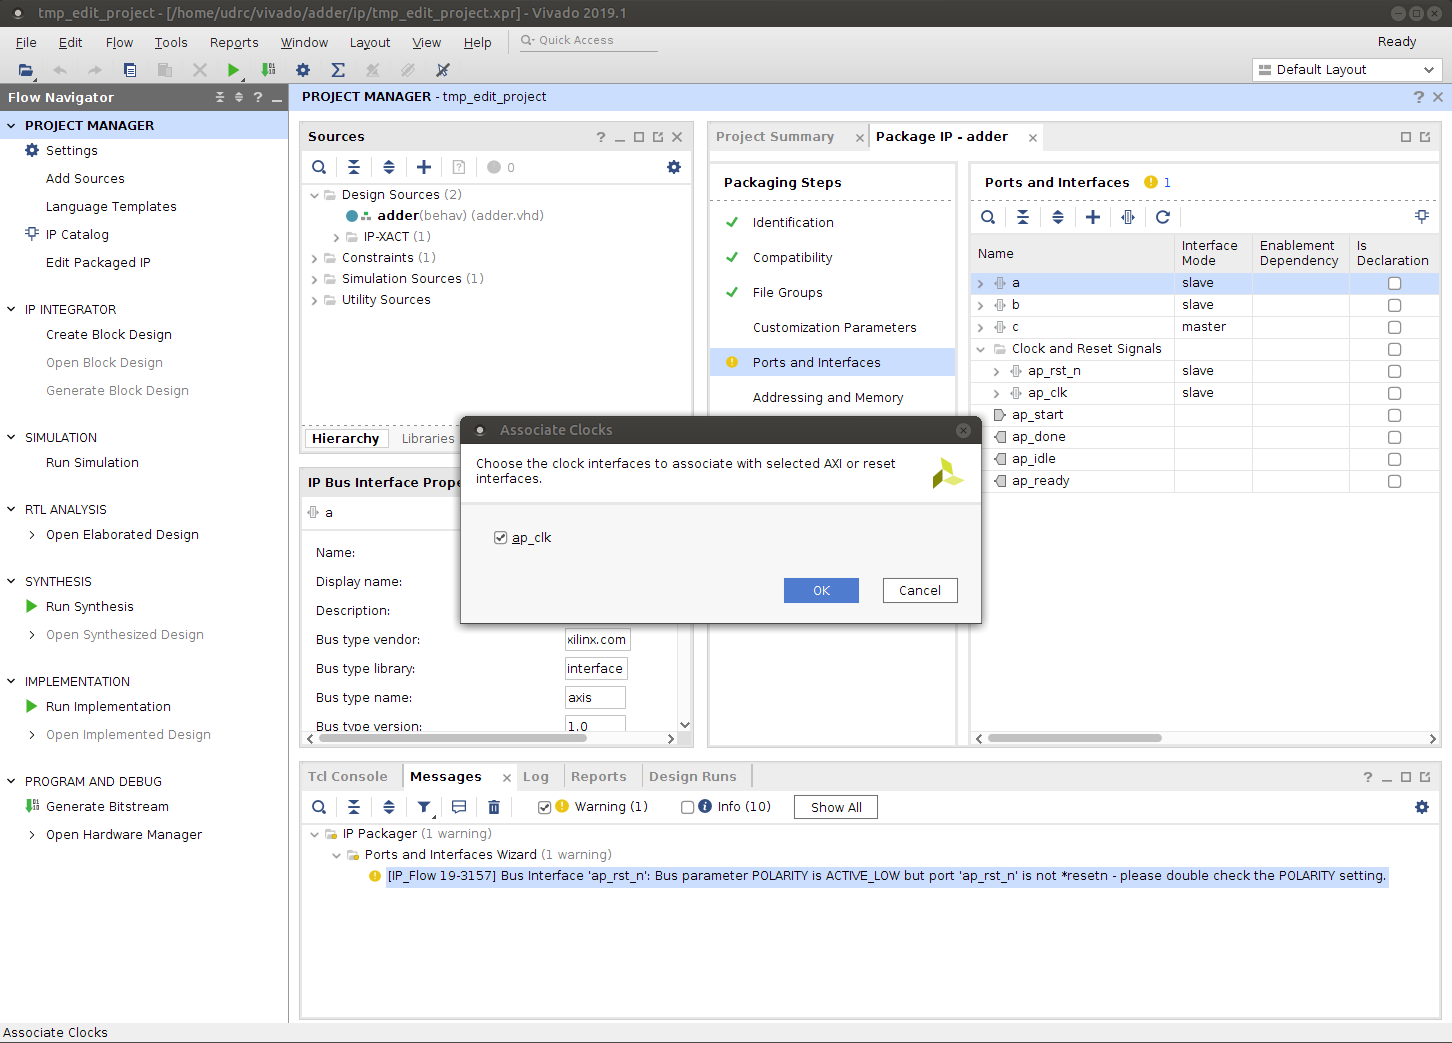 tmp_edit_project - [/home/udrc/vivado/adder/ip/tmp_edit_project.xpr] - Vivado 2019.1
File Edit Flow Tools Reports Window Layout View Help Quick Access Ready
Default Layout
Flow Navigator
PROJECT MANAGER
Settings
Add Sources
Language Templates
IP Catalog
Edit Packaged IP
IP INTEGRATOR
Create Block Design
Open Block Design
Generate Block Design
SIMULATION
Run Simulation
RTL ANALYSIS
Open Elaborated Design
SYNTHESIS
Run Synthesis
Open Synthesized Design
IMPLEMENTATION
Run Implementation
Open Implemented Design
PROGRAM AND DEBUG
Generate Bitstream
Open Hardware Manager
PROJECT MANAGER - tmp_edit_project
Sources
0
Design Sources (2)
adder(behav) (adder.vhd)
IP-XACT (1)
Constraints (1)
Simulation Sources (1)
Utility Sources
Hierarchy Libraries
IP Bus Interface Prope
a
Name:
Display name:
Description:
Bus type vendor: xilinx.com
Bus type library: interface
Bus type name: axis
Bus type version: 1.0
Project Summary Package IP - adder
Packaging Steps
Identification
Compatibility
File Groups
Customization Parameters
Ports and Interfaces
Addressing and Memory
Ports and Interfaces 1
Name Interface Mode Enablement Dependency Is Declaration
a slave
b slave
c master
Clock and Reset Signals
ap_rst_n slave
ap_clk slave
ap_start
ap_done
ap_idle
ap_ready
Associate Clocks
Choose the clock interfaces to associate with selected AXI or reset
interfaces.
ap_clk
OK Cancel
Tcl Console Messages Log Reports Design Runs
Warning (1) Info (10) Show All
IP Packager (1 warning)
Ports and Interfaces Wizard (1 warning)
[IP_Flow 19-3157] Bus Interface 'ap_rst_n': Bus parameter POLARITY is ACTIVE_LOW but port 'ap_rst_n' is not *resetn - please double check the POLARITY setting.
Associate Clocks